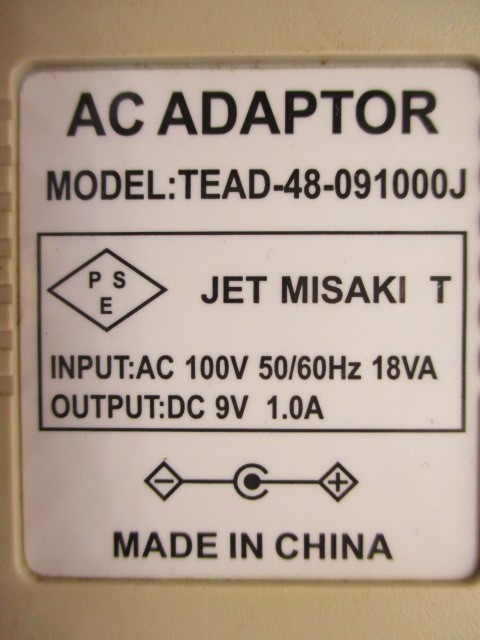 AC ADAPTOR
MODEL:TEAD-48-091000J
P S
E
JET MISAKI T
INPUT:AC 100V 50/60Hz 18VA
OUTPUT:DC 9V 1.0A
- +
MADE IN CHINA